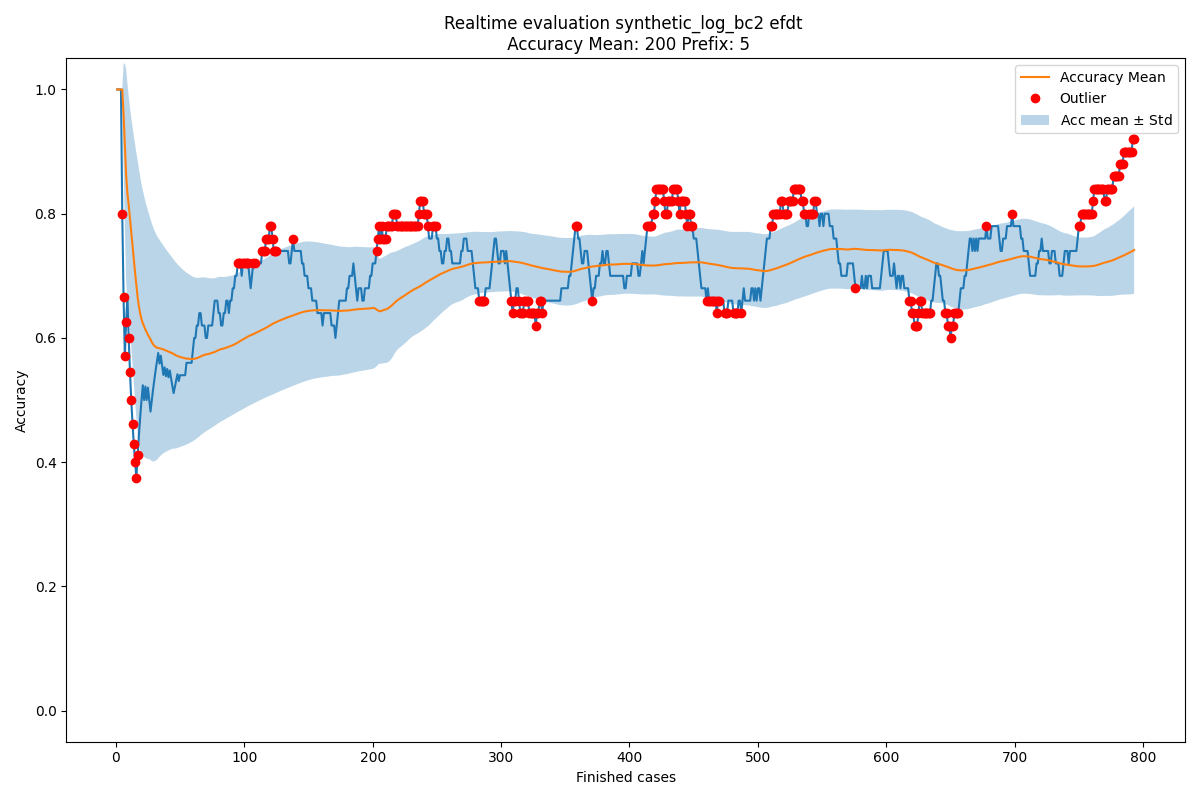 Realtime evaluation synthetic_log_bc2 efdt
Accuracy Mean: 200 Prefix: 5
Accuracy Mean
Outlier
Acc mean ± Std
Accuracy
1.0
0.8
0.6
0.4
0.2
0.0
0 100 200 300 400 500 600 700 800
Finished cases